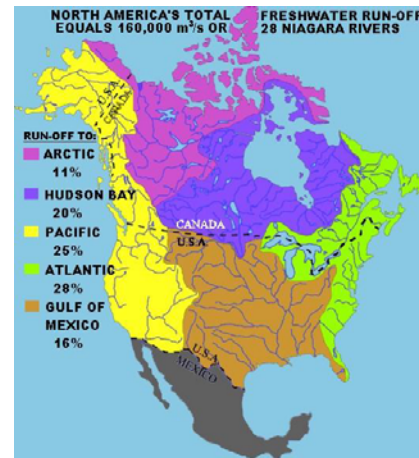 NORTH AMERICA'S TOTAL FRESHWATER RUN-OFF
EQUALS 160,000 m³/s OR 28 NIAGARA RIVERS
U.S.A.
CANADA
RUN-OFF TO:
ARCTIC
11%
HUDSON BAY
20%
PACIFIC
25%
ATLANTIC
28%
GULF OF
MEXICO
16%
CANADA
U.S.A.
U.S.A.
MEXICO